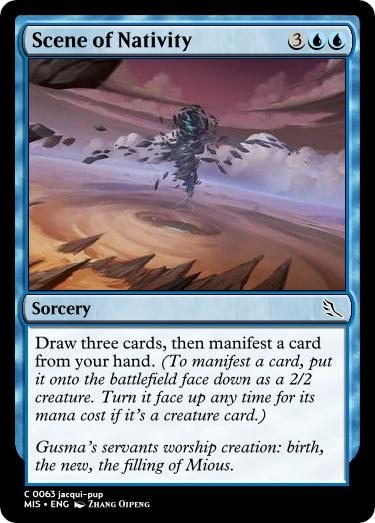 Scene of Nativity 3
Sorcery
Draw three cards, then manifest a card
from your hand. (To manifest a card, put
it onto the battlefield face down as a 2/2
creature. Turn it face up any time for its
mana cost if it's a creature card.)
Gusma's servants worship creation: birth,
the new, the filling of Mious.
C 0063 jacqui-pup
MIS • ENG Zhang Qipeng